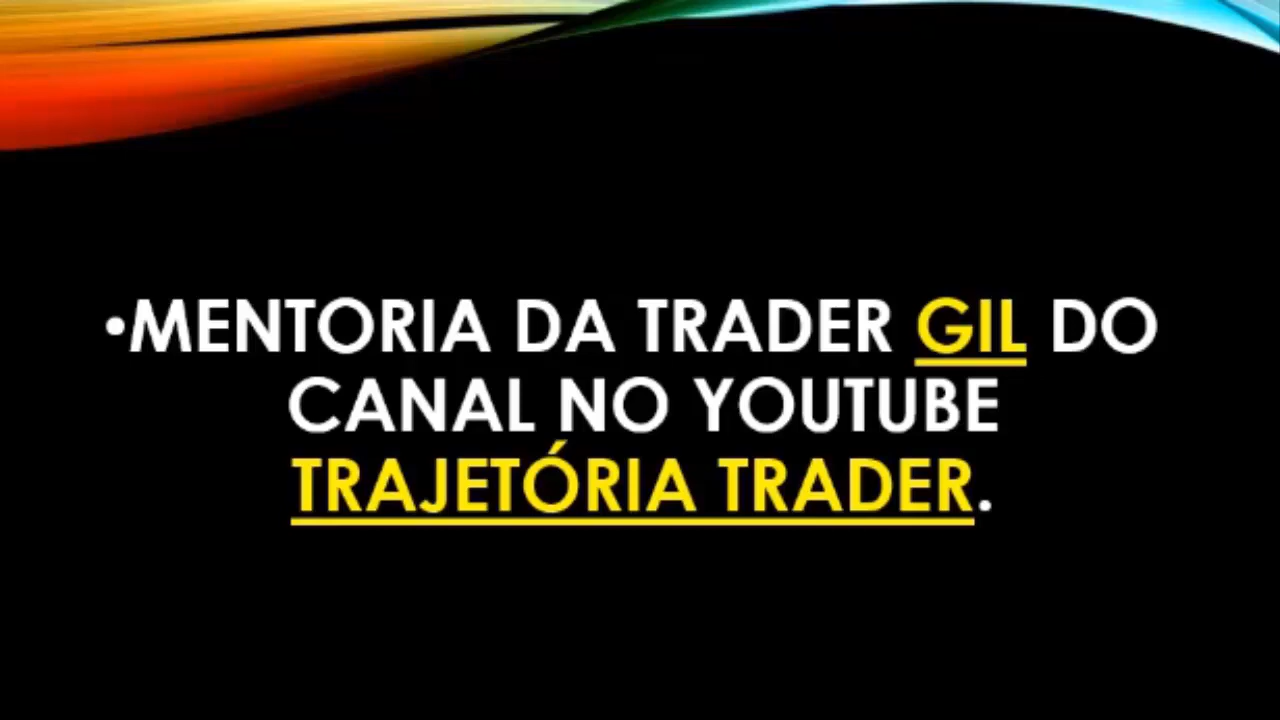 •MENTORIA DA TRADER GIL DO
CANAL NO YOUTUBE
TRAJETÓRIA TRADER.